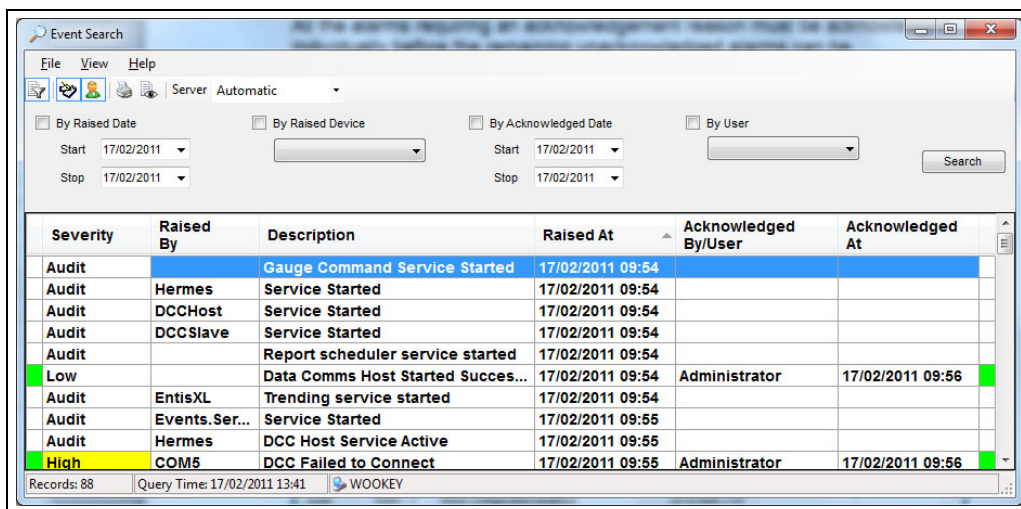 Event Search
File View Help
Server Automatic
By Raised Date By Raised Device By Acknowledged Date By User
Start 17/02/2011 Start 17/02/2011
Search
Stop 17/02/2011 Stop 17/02/2011
Severity Raised By Description Raised At Acknowledged By/User Acknowledged At
Audit Gauge Command Service Started 17/02/2011 09:54
Audit Hermes Service Started 17/02/2011 09:54
Audit DCCHost Service Started 17/02/2011 09:54
Audit DCCSlave Service Started 17/02/2011 09:54
Audit Report scheduler service started 17/02/2011 09:54
Low Data Comms Host Started Succes... 17/02/2011 09:54 Administrator 17/02/2011 09:56
Audit EntisXL Trending service started 17/02/2011 09:54
Audit Events.Ser... Service Started 17/02/2011 09:55
Audit Hermes DCC Host Service Active 17/02/2011 09:55
High COM5 DCC Failed to Connect 17/02/2011 09:55 Administrator 17/02/2011 09:56
Records: 88 Query Time: 17/02/2011 13:41 WOOKEY